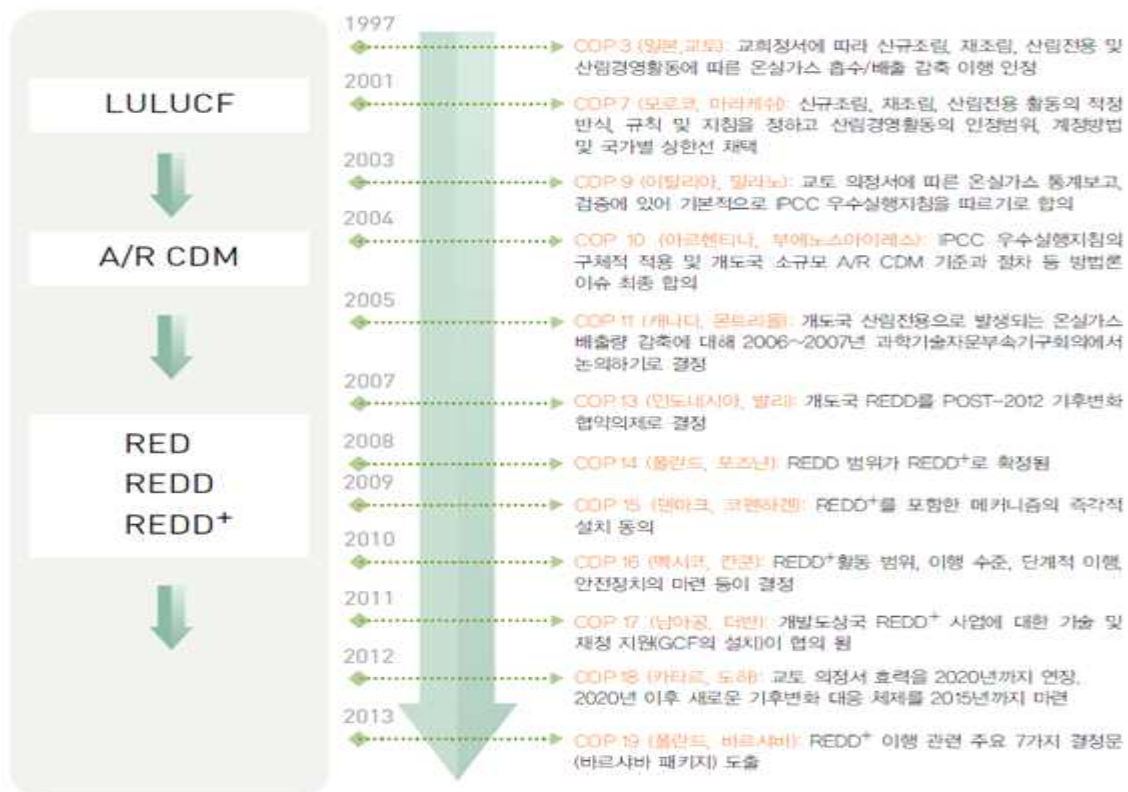 LULUCF
A/R CDM
RED
REDD
REDD+
1997
COP 3 (일본,교토): 교희정서에 따라 신규조림, 재조림, 산림전용 및
산림경영활동에 따른 온실가스 흡수/배출 감축 이행 인정
2001
COP 7 (모로코, 마라케쉬): 신규조림, 재조림, 산림전용 활동의 적정
반식, 규칙 및 지침을 정하고 산림경영활동의 인정범위, 계정방법
및 국가별 상한선 채택
2003
COP 9 (이탈리아, 밀라노): 교토 의정서에 따른 온실가스 통계보고,
검증에 있어 기본적으로 IPCC 우수실행지침을 따르기로 합의
2004
COP 10 (아르헨티나, 부에노스아이레스): IPCC 우수실행지침의
구체적 적용 및 개도국 소규모 A/R CDM 기준과 절차 등 방법론
이슈 최종 합의
2005
COP 11 (캐나다, 몬트리올): 개도국 산림전용으로 발생되는 온실가스
배출량 감축에 대해 2006~2007년 과학기술자문부속기구회의에서
논의하기로 결정
2007
COP 13 (인도네시아, 발리): 개도국 REDD를 POST-2012 기후변화
협약의제로 결정
2008
COP 14 (폴란드, 포즈난): REDD 범위가 REDD+로 확정됨
2009
COP 15 (덴마크, 코펜하겐): REDD+를 포함한 메카니즘의 즉각적
설치 동의
2010
COP 16 (멕시코, 칸쿤): REDD+활동 범위, 이행 수준, 단계적 이행,
안전장치의 마련 등이 결정
2011
COP 17 (남아공, 더반): 개발도상국 REDD+ 사업에 대한 기술 및
재정 지원(GCF의 설치)이 협의 됨
2012
COP 18 (카타르, 도하): 교토 의정서 효력을 2020년까지 연장,
2020년 이후 새로운 기후변화 대응 체제를 2015년까지 마련
2013
COP 19 (폴란드, 바르샤바): REDD+ 이행 관련 주요 7가지 결정문
(바르샤바 패키지) 도출